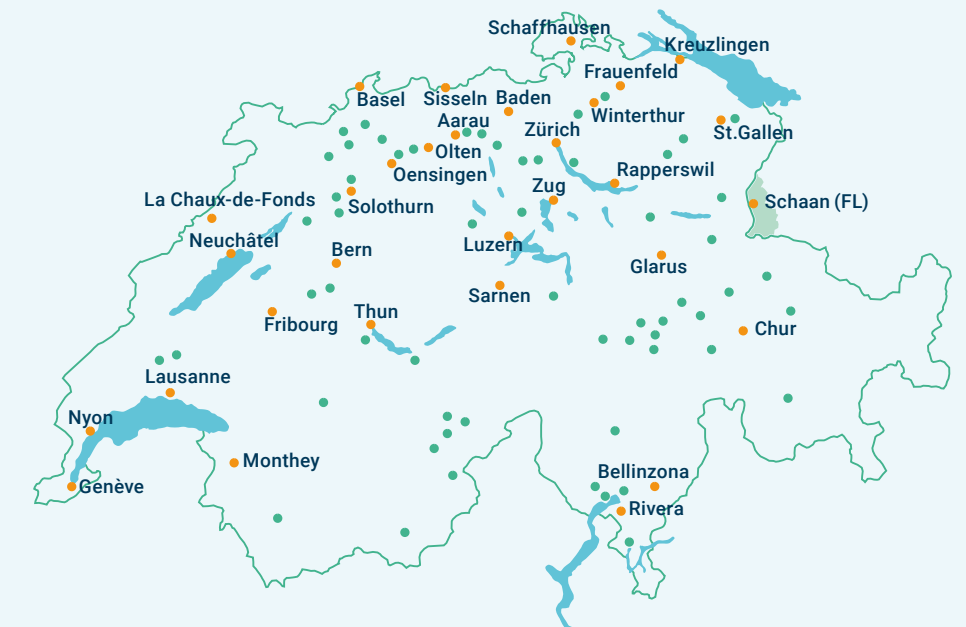 Schaffhausen
Kreuzlingen
Frauenfeld
Basel
Sisseln
Baden
Winterthur
Aarau
Zürich
St.Gallen
Olten
Oensingen
Rapperswil
Zug
La Chaux-de-Fonds
Solothurn
Schaan (FL)
Neuchâtel
Bern
Luzern
Glarus
Sarnen
Fribourg
Thun
Chur
Lausanne
Nyon
Monthey
Bellinzona
Genève
Rivera